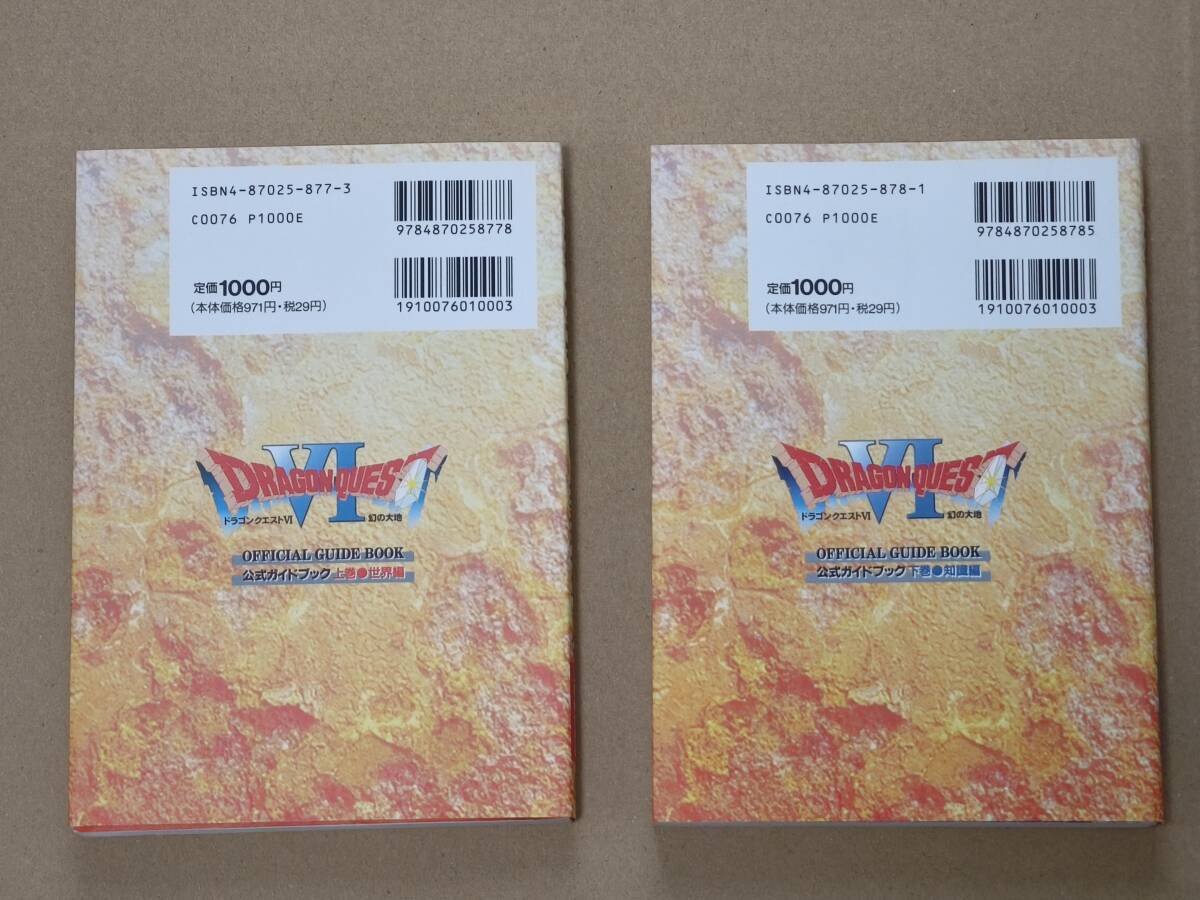 ISBN4-87025-877-3
C0076 P1000E
9784870258778
定価1000円
(本体価格971円・税29円)
1910076010003
VI
DRAGON QUEST
ドラゴンクエストVI 幻の大地
OFFICIAL GUIDE BOOK
公式ガイドブック 上巻●世界編
ISBN4-87025-878-1
C0076 P1000E
9784870258785
定価1000円
(本体価格971円・税29円)
1910076010003
VI
DRAGON QUEST
ドラゴンクエストVI 幻の大地
OFFICIAL GUIDE BOOK
公式ガイドブック 下巻●知識編